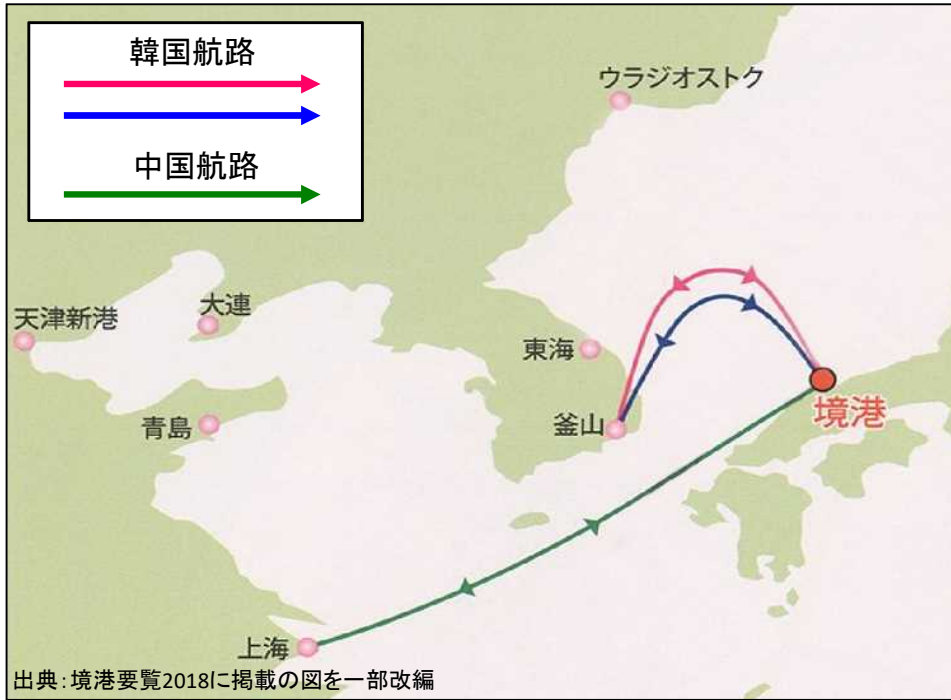 韓国航路
中国航路
ウラジオストク
大連
天津新港
東海
境港
青島
釜山
上海
出典：境港要覧2018に掲載の図を一部改編